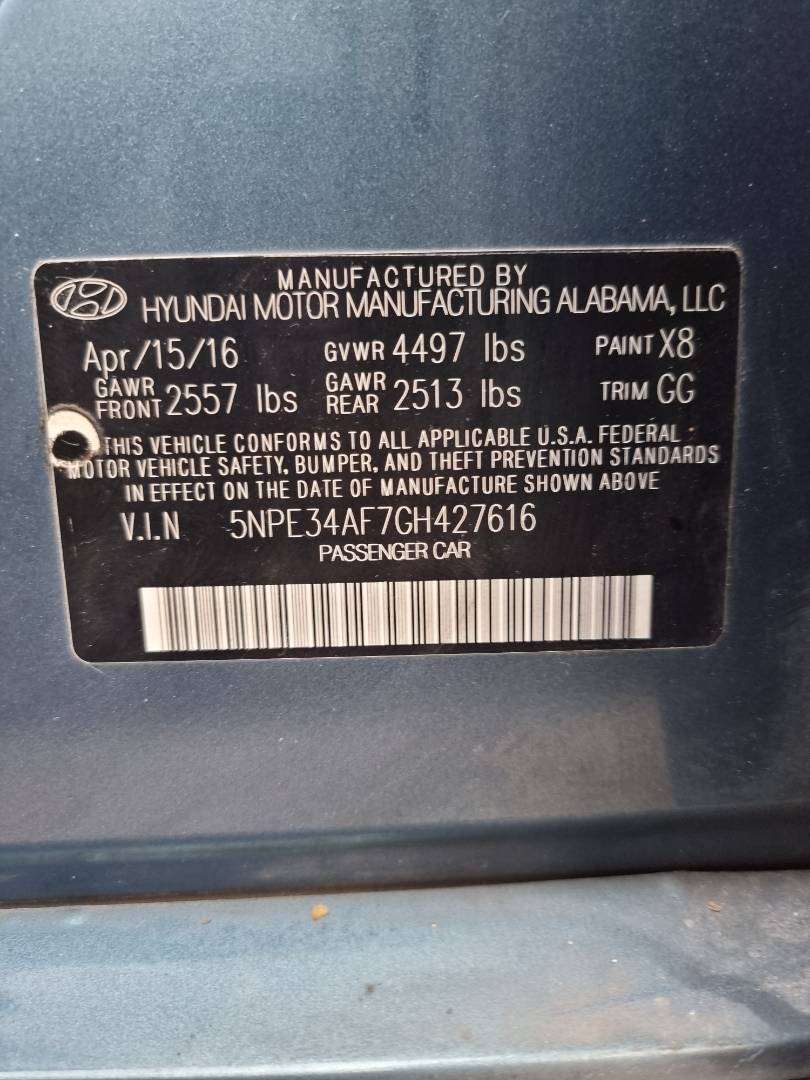 MANUFACTURED BY
HYUNDAI MOTOR MANUFACTURING ALABAMA, LLC
Apr/15/16 GVWR 4497 lbs PAINT X8
GAWR FRONT 2557 lbs GAWR REAR 2513 lbs TRIM GG
THIS VEHICLE CONFORMS TO ALL APPLICABLE U.S.A. FEDERAL
MOTOR VEHICLE SAFETY, BUMPER, AND THEFT PREVENTION STANDARDS
IN EFFECT ON THE DATE OF MANUFACTURE SHOWN ABOVE
V.I.N 5NPE34AF7GH427616
PASSENGER CAR